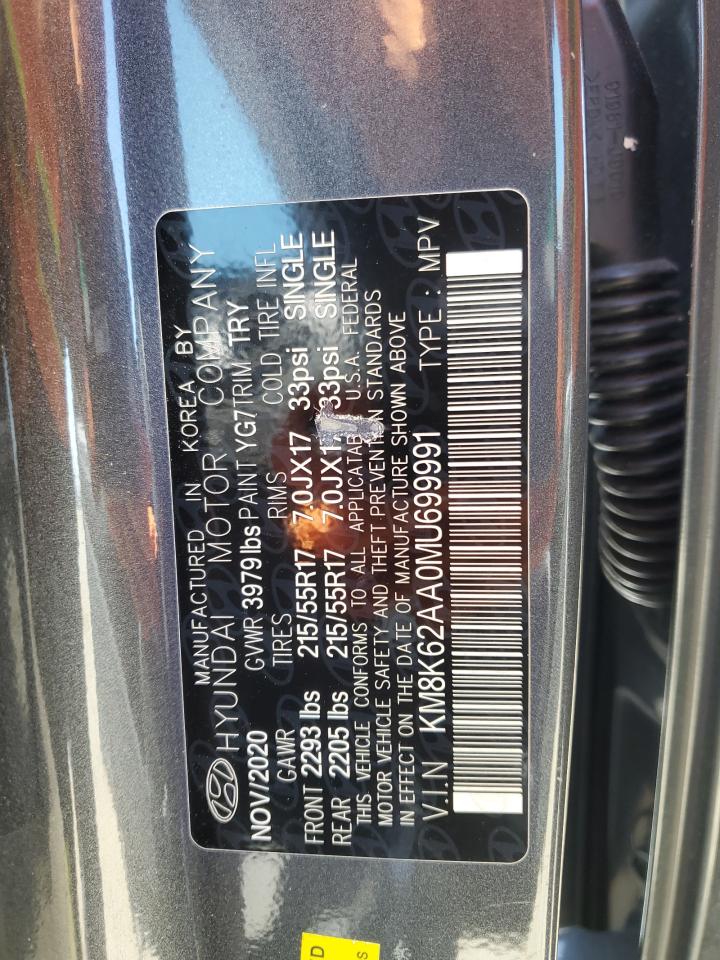 MANUFACTURED IN KOREA BY
HYUNDAI MOTOR COMPANY
NOV/2020 GVWR 3979 lbs PAINT YG7 TRIM TRY
GAWR TIRES RIMS COLD TIRE INFL
FRONT 2293 lbs 215/55R17 7.0JX17 33psi SINGLE
REAR 2205 lbs 215/55R17 7.0JX17 33psi SINGLE
THIS VEHICLE CONFORMS TO ALL APPLICATABLE U.S.A. FEDERAL
MOTOR VEHICLE SAFETY AND THEFT PREVENTION STANDARDS
IN EFFECT ON THE DATE OF MANUFACTURE SHOWN ABOVE
V.I.N KM8K62AA0MU699991 TYPE : MPV